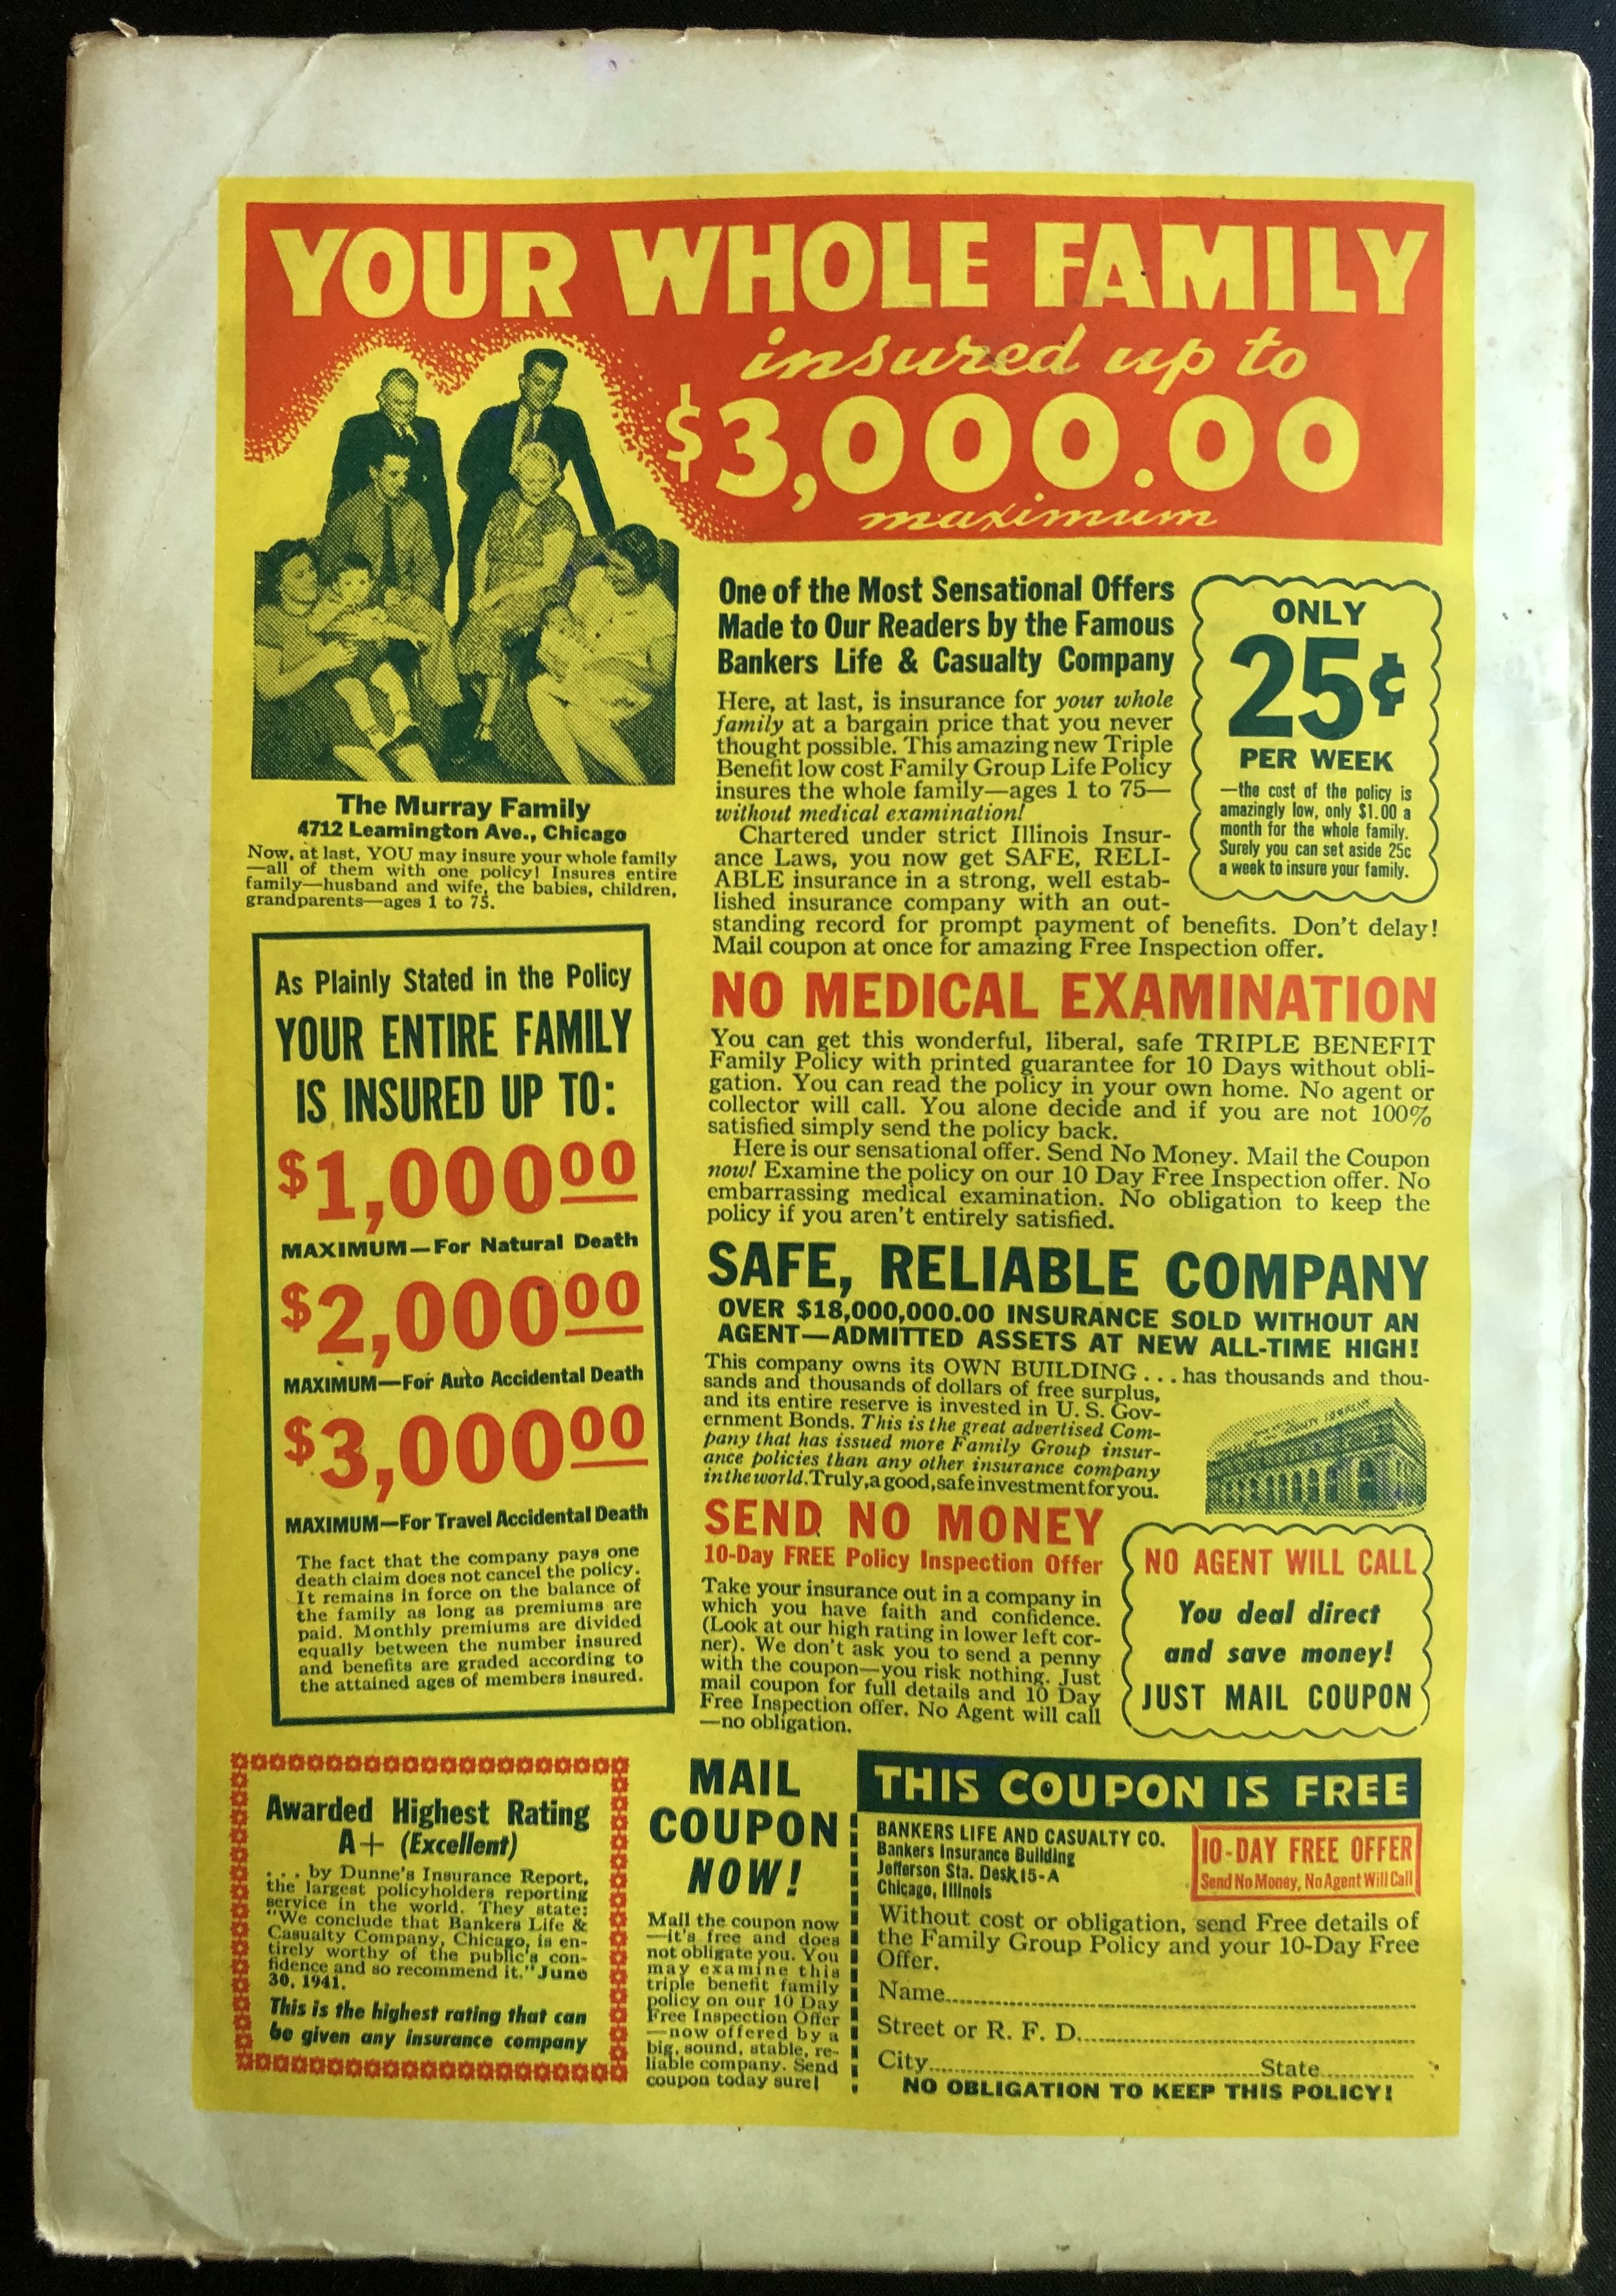 YOUR WHOLE FAMILY
insured up to
$3,000.00
maximum
The Murray Family
4712 Leamington Ave., Chicago
Now, at last, YOU may insure your whole family
—all of them with one policy! Insures entire
family—husband and wife, the babies, children,
grandparents—ages 1 to 75.
One of the Most Sensational Offers
Made to Our Readers by the Famous
Bankers Life & Casualty Company
Here, at last, is insurance for your whole
family at a bargain price that you never
thought possible. This amazing new Triple
Benefit low cost Family Group Life Policy
insures the whole family—ages 1 to 75—
without medical examination!
Chartered under strict Illinois Insur-
ance Laws, you now get SAFE, RELI-
ABLE insurance in a strong, well estab-
lished insurance company with an out-
standing record for prompt payment of benefits. Don't delay!
Mail coupon at once for amazing Free Inspection offer.
ONLY
25¢
PER WEEK
—the cost of the policy is
amazingly low, only $1.00 a
month for the whole family.
Surely you can set aside 25c
a week to insure your family.
As Plainly Stated in the Policy
YOUR ENTIRE FAMILY
IS INSURED UP TO:
$1,00000
MAXIMUM—For Natural Death
$2,00000
MAXIMUM—For Auto Accidental Death
$3,00000
MAXIMUM—For Travel Accidental Death
The fact that the company pays one
death claim does not cancel the policy.
It remains in force on the balance of
the family as long as premiums are
paid. Monthly premiums are divided
equally between the number insured
and benefits are graded according to
the attained ages of members insured.
NO MEDICAL EXAMINATION
You can get this wonderful, liberal, safe TRIPLE BENEFIT
Family Policy with printed guarantee for 10 Days without obli-
gation. You can read the policy in your own home. No agent or
collector will call. You alone decide and if you are not 100%
satisfied simply send the policy back.
Here is our sensational offer. Send No Money. Mail the Coupon
now! Examine the policy on our 10 Day Free Inspection offer. No
embarrassing medical examination. No obligation to keep the
policy if you aren't entirely satisfied.
SAFE, RELIABLE COMPANY
OVER $18,000,000.00 INSURANCE SOLD WITHOUT AN
AGENT—ADMITTED ASSETS AT NEW ALL-TIME HIGH!
This company owns its OWN BUILDING . . . has thousands and thou-
sands and thousands of dollars of free surplus,
and its entire reserve is invested in U. S. Gov-
ernment Bonds. This is the great advertised Com-
pany that has issued more Family Group insur-
ance policies than any other insurance company
in the world. Truly, a good, safe investment for you.
SEND NO MONEY
10-Day FREE Policy Inspection Offer
Take your insurance out in a company in
which you have faith and confidence.
(Look at our high rating in lower left cor-
ner). We don't ask you to send a penny
with the coupon—you risk nothing. Just
mail coupon for full details and 10 Day
Free Inspection offer. No Agent will call
—no obligation.
NO AGENT WILL CALL
You deal direct
and save money!
JUST MAIL COUPON
Awarded Highest Rating
A+ (Excellent)
. . . by Dunne's Insurance Report,
the largest policyholders reporting
service in the world. They state:
"We conclude that Bankers Life &
Casualty Company, Chicago, is en-
tirely worthy of the public's con-
fidence and so recommend it." June
30, 1941.
This is the highest rating that can
be given any insurance company
MAIL
COUPON
NOW!
Mail the coupon now
—it's free and does
not obligate you. You
may examine this
triple benefit family
policy on our 10 Day
Free Inspection Offer
—now offered by a
big, sound, stable, re-
liable company. Send
coupon today sure!
THIS COUPON IS FREE
BANKERS LIFE AND CASUALTY CO.
Bankers Insurance Building
Jefferson Sta. Desk 15-A
Chicago, Illinois
10-DAY FREE OFFER
Send No Money, No Agent Will Call
Without cost or obligation, send Free details of
the Family Group Policy and your 10-Day Free
Offer.
Name
Street or R. F. D.
City State
NO OBLIGATION TO KEEP THIS POLICY!